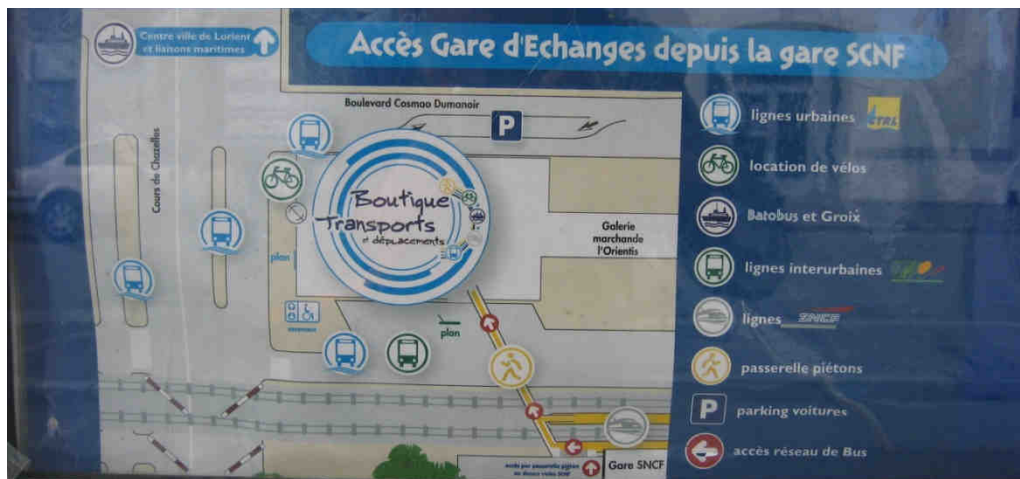 Centre ville de Lorient
et liaisons maritimes
Accès Gare d'Echanges depuis la gare SCNF
Boulevard Cosmao Dumanoir
P
Cours de Chazelles
Boutique
Transports
et déplacements
plan
Galerie
marchande
l'Orientis
plan
Gare SNCF
lignes urbaines
CTRL
location de vélos
Batobus et Groix
lignes interurbaines
lignes SNCF
passerelle piétons
P parking voitures
accès réseau de Bus